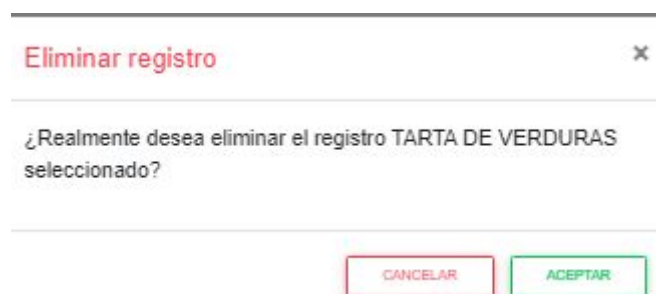 Eliminar registro ×
¿Realmente desea eliminar el registro TARTA DE VERDURAS
seleccionado?
CANCELAR ACEPTAR